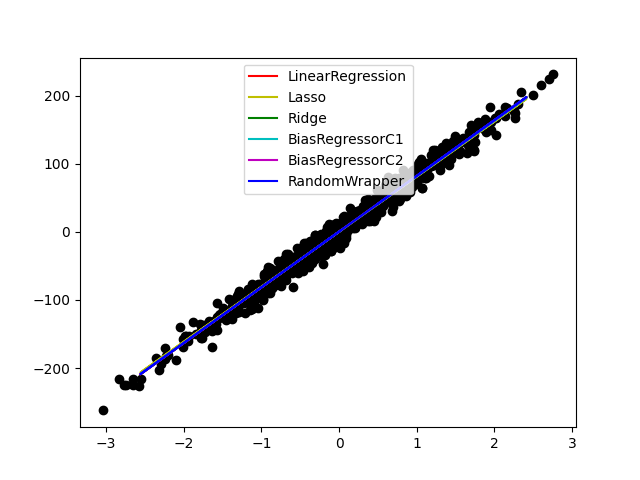 LinearRegression
Lasso
Ridge
BiasRegressorC1
BiasRegressorC2
RandomWrapper
200
100
0
−100
−200
−3 −2 −1 0 1 2 3